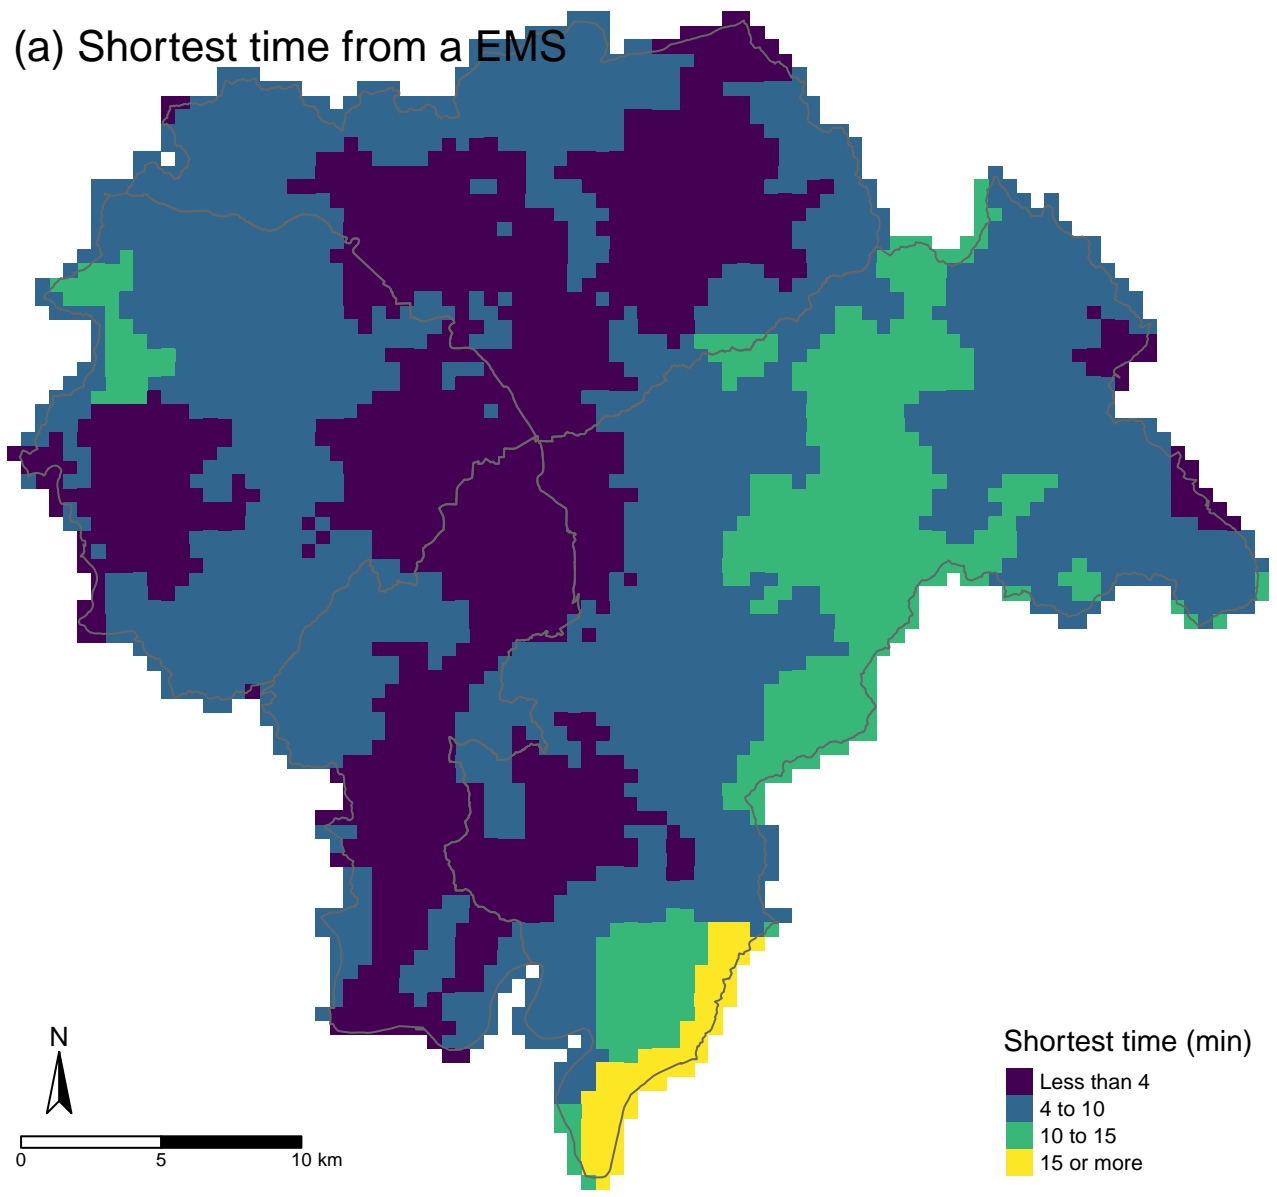 (a) Shortest time from a EMS
N
0 5 10 km
Shortest time (min)
Less than 4
4 to 10
10 to 15
15 or more